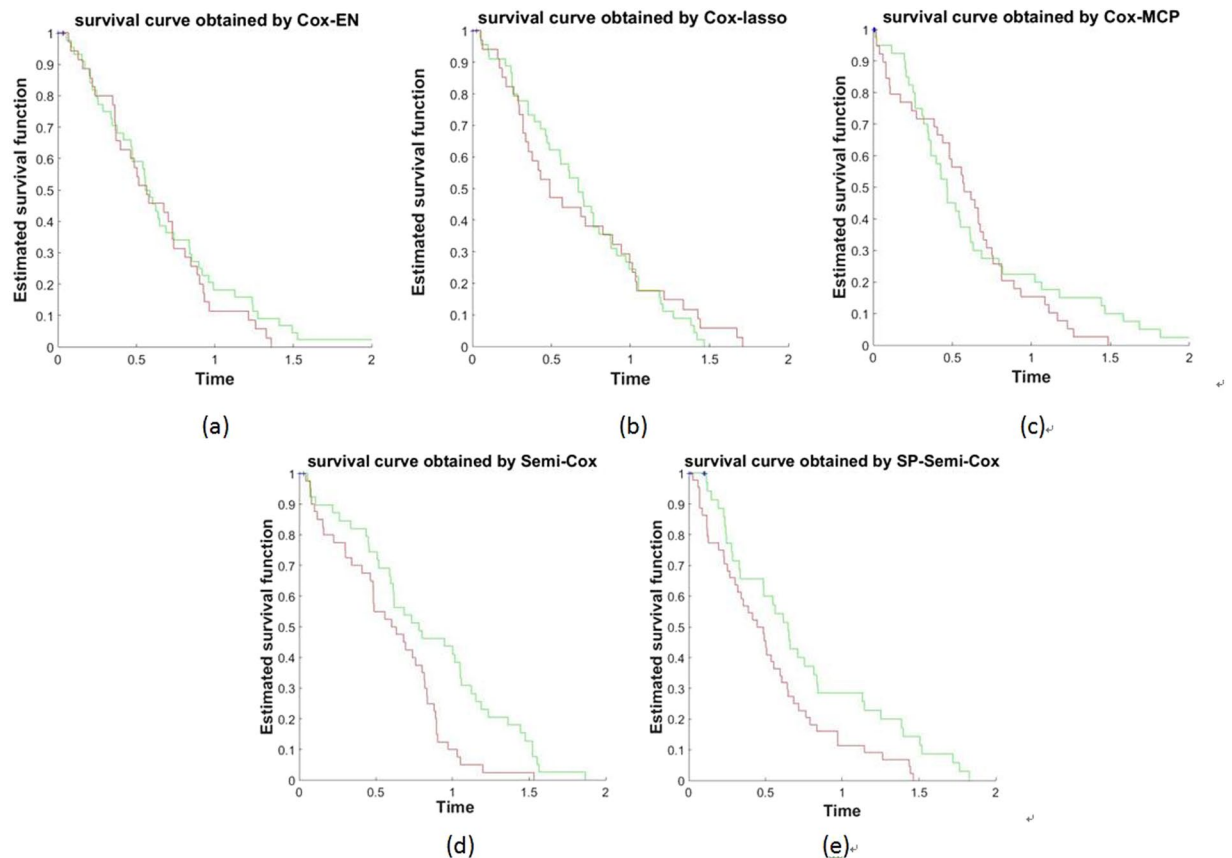 survival curve obtained by Cox-EN
Estimated survival function
1
0.9
0.8
0.7
0.6
0.5
0.4
0.3
0.2
0.1
0
0 0.5 1 1.5 2
Time
(a)
survival curve obtained by Cox-lasso
Estimated survival function
1
0.9
0.8
0.7
0.6
0.5
0.4
0.3
0.2
0.1
0
0 0.5 1 1.5 2
Time
(b)
survival curve obtained by Cox-MCP
Estimated survival function
1
0.9
0.8
0.7
0.6
0.5
0.4
0.3
0.2
0.1
0
0 0.5 1 1.5 2
Time
(c)
survival curve obtained by Semi-Cox
Estimated survival function
1
0.9
0.8
0.7
0.6
0.5
0.4
0.3
0.2
0.1
0
0 0.5 1 1.5 2
Time
(d)
survival curve obtained by SP-Semi-Cox
Estimated survival function
1
0.9
0.8
0.7
0.6
0.5
0.4
0.3
0.2
0.1
0
0 0.5 1 1.5 2
Time
(e)